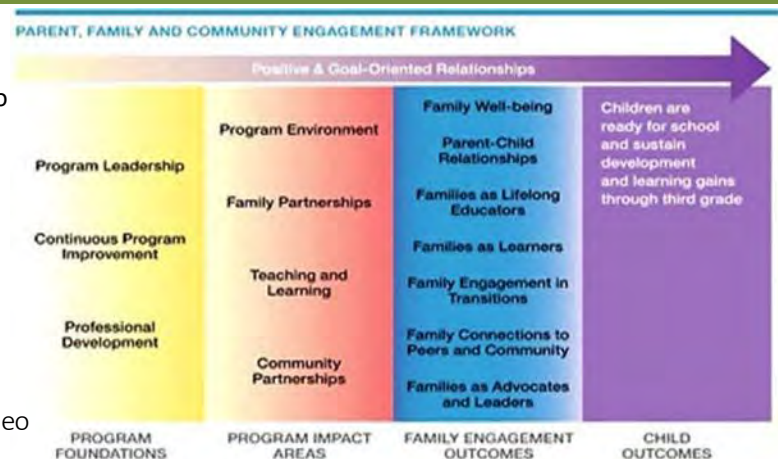 PARENT, FAMILY AND COMMUNITY ENGAGEMENT FRAMEWORK
Positive & Goal-Oriented Relationships
Program Leadership
Continuous Program
Improvement
Professional
Development
PROGRAM
FOUNDATIONS
Program Environment
Family Partnerships
Teaching and
Learning
Community
Partnerships
PROGRAM IMPACT
AREAS
Family Well-being
Parent-Child
Relationships
Families as Lifelong
Educators
Families as Learners
Family Engagement in
Transitions
Family Connections to
Peers and Community
Families as Advocates
and Leaders
FAMILY ENGAGEMENT
OUTCOMES
Children are
ready for school
and sustain
development
and learning gains
through third grade
CHILD
OUTCOMES